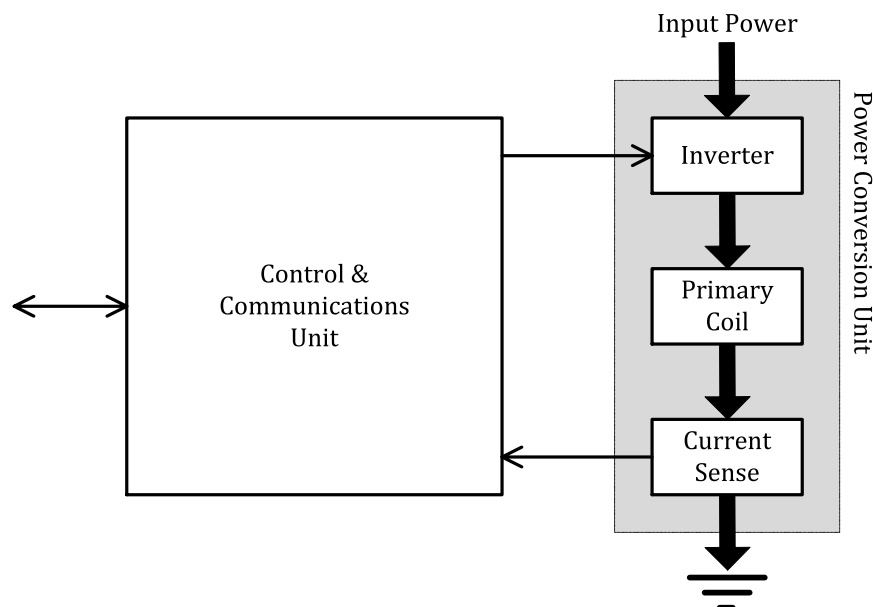 Input Power
Inverter
Power Conversion Unit
Control &
Communications
Unit
Primary
Coil
Current
Sense